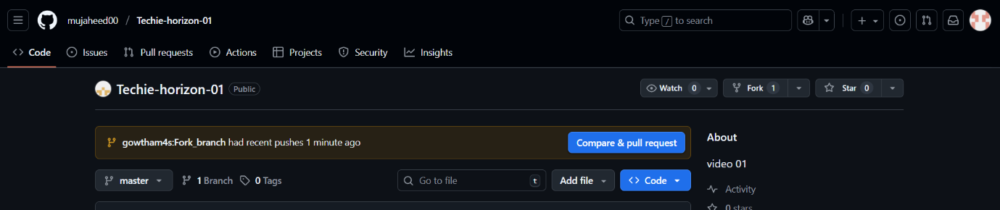 mujaheed00 / Techie-horizon-01 Type / to search
Code Issues Pull requests Actions Projects Security Insights
Techie-horizon-01 Public Watch 0 Fork 1 Star 0
gowtham4s:Fork_branch had recent pushes 1 minute ago Compare & pull request
About
video 01
master 1 Branch 0 Tags Go to file t Add file Code
Activity
0 stars